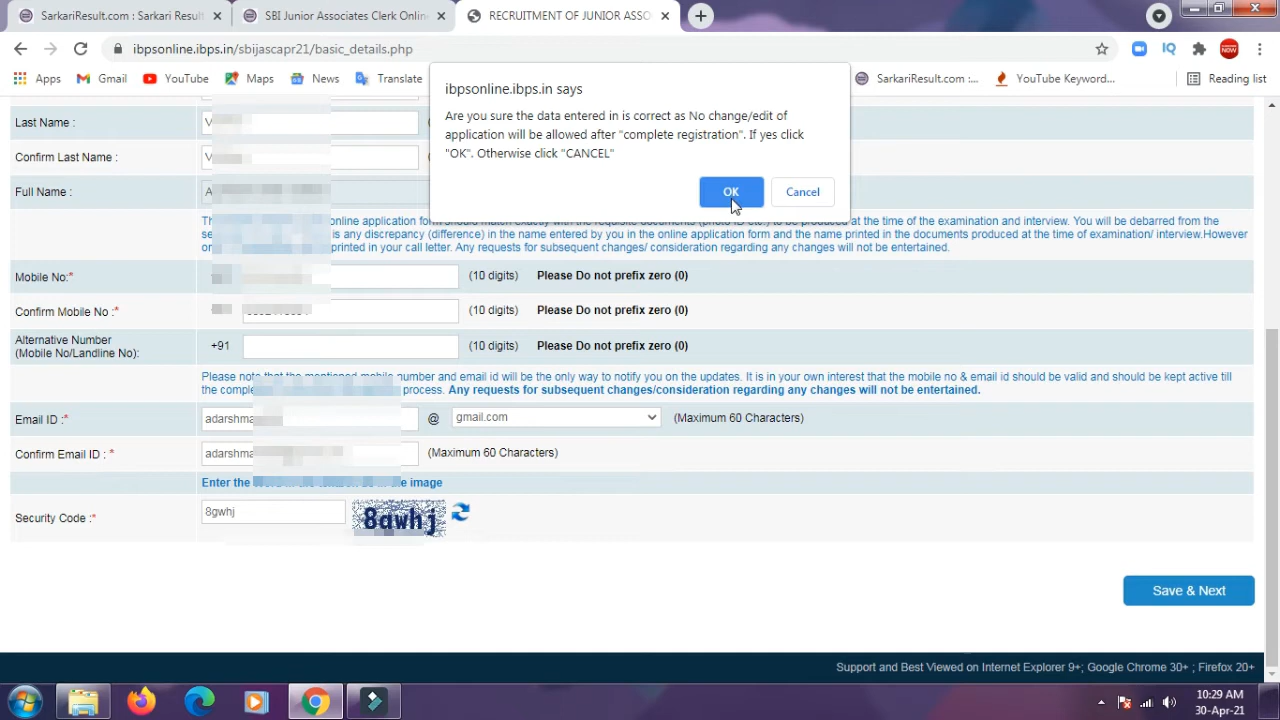 SarkariResult.com : Sarkari Result
SBI Junior Associates Clerk Online
RECRUITMENT OF JUNIOR ASSO
ibpsonline.ibps.in/sbijascapr21/basic_details.php
Apps
Gmail
YouTube
Maps
News
Translate
SarkariResult.com :...
YouTube Keyword...
Reading list
ibpsonline.ibps.in says
Are you sure the data entered in is correct as No change/edit of
application will be allowed after "complete registration". If yes click
"OK". Otherwise click "CANCEL"
OK
Cancel
Last Name :
Confirm Last Name :
Full Name :
online application form should match exactly with the requisite documents (photo ID etc.) to be produced at the time of the examination and interview. You will be debarred from the
is any discrepancy (difference) in the name entered by you in the online application form and the name printed in the documents produced at the time of examination/ interview.However
printed in your call letter. Any requests for subsequent changes/ consideration regarding any changes will not be entertained.
Mobile No:* (10 digits) Please Do not prefix zero (0)
Confirm Mobile No :* (10 digits) Please Do not prefix zero (0)
Alternative Number
(Mobile No/Landline No): +91 (10 digits) Please Do not prefix zero (0)
Please note that the mentioned mobile number and email id will be the only way to notify you on the updates. It is in your own interest that the mobile no & email id should be valid and should be kept active till
the process. Any requests for subsequent changes/consideration regarding any changes will not be entertained.
Email ID :* adarshma @ gmail.com (Maximum 60 Characters)
Confirm Email ID : * adarshma (Maximum 60 Characters)
Enter the image
Security Code :* 8gwhj 8gwhj
Save & Next
Support and Best Viewed on Internet Explorer 9+; Google Chrome 30+ ; Firefox 20+
10:29 AM
30-Apr-21